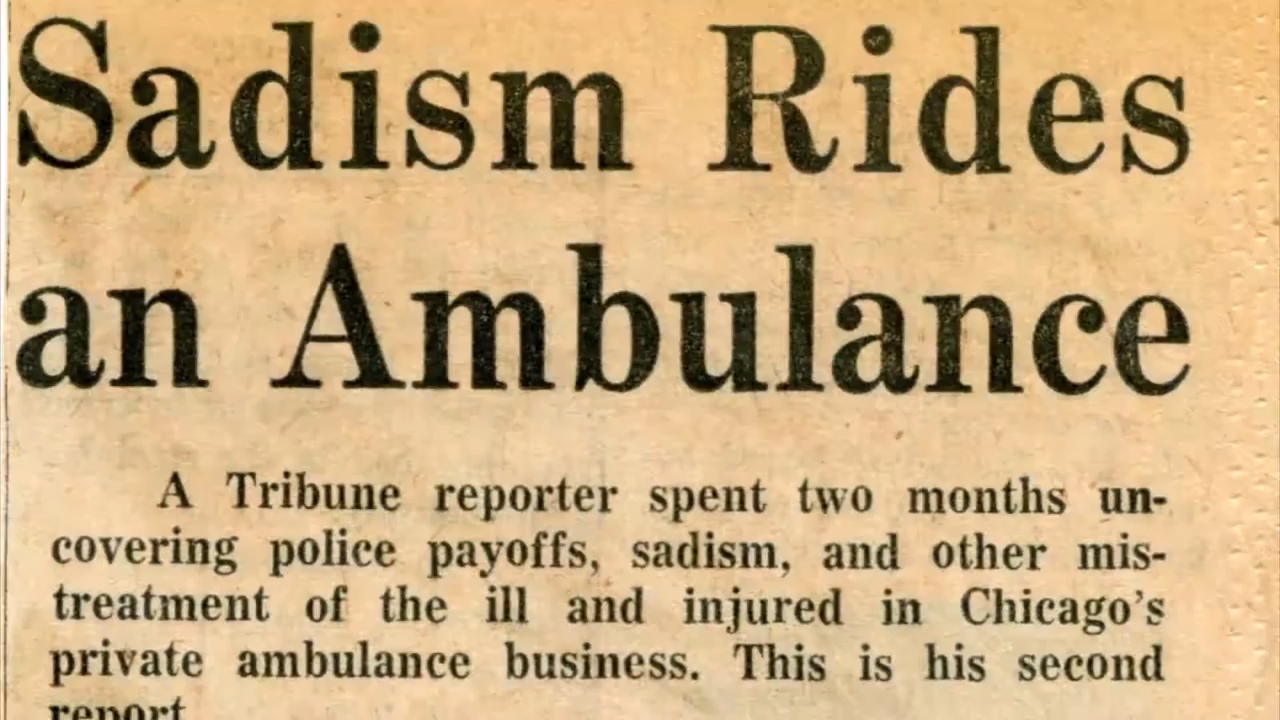 Sadism Rides
an Ambulance
A Tribune reporter spent two months un-
covering police payoffs, sadism, and other mis-
treatment of the ill and injured in Chicago's
private ambulance business. This is his second
report.